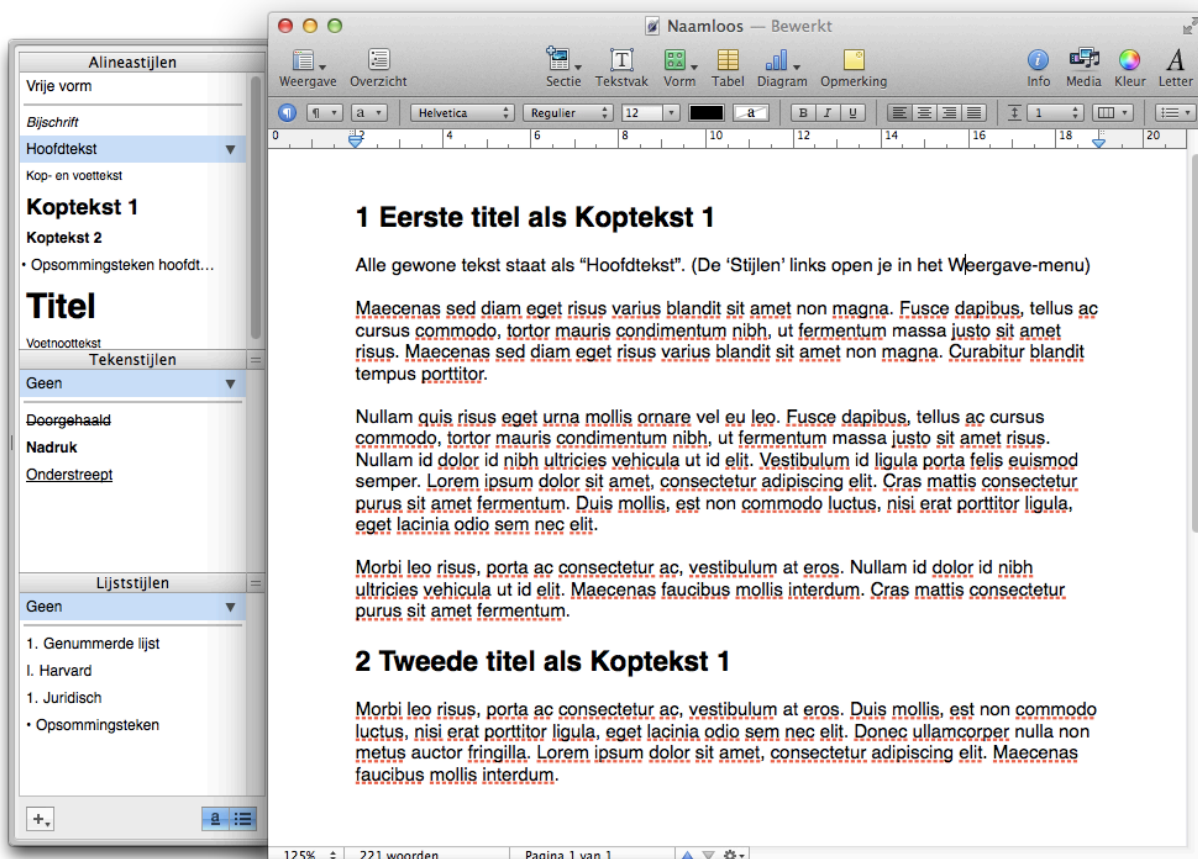 Alineastijlen
Vrije vorm
Bijschrift
Hoofdtekst
Kop- en voettekst
Koptekst 1
Koptekst 2
• Opsommingsteken hoofdt...
Titel
Voetnoottekst
Tekenstijlen
Geen
Doorgehaald
Nadruk
Onderstreept
Lijststijlen
Geen
1. Genummerde lijst
I. Harvard
1. Juridisch
• Opsommingsteken
a
Naamloos — Bewerkt
Weergave Overzicht Sectie Tekstvak Vorm Tabel Diagram Opmerking Info Media Kleur Letter
¶ ¶ a Helvetica Regulier 12 a B I U 1
0 2 4 6 8 10 12 14 16 18 20
1 Eerste titel als Koptekst 1
Alle gewone tekst staat als “Hoofdtekst”. (De ‘Stijlen’ links open je in het Weergave-menu)
Maecenas sed diam eget risus varius blandit sit amet non magna. Fusce dapibus, tellus ac
cursus commodo, tortor mauris condimentum nibh, ut fermentum massa justo sit amet
risus. Maecenas sed diam eget risus varius blandit sit amet non magna. Curabitur blandit
tempus porttitor.
Nullam quis risus eget urna mollis ornare vel eu leo. Fusce dapibus, tellus ac cursus
commodo, tortor mauris condimentum nibh, ut fermentum massa justo sit amet risus.
Nullam id dolor id nibh ultricies vehicula ut id elit. Vestibulum id ligula porta felis euismod
semper. Lorem ipsum dolor sit amet, consectetur adipiscing elit. Cras mattis consectetur
purus sit amet fermentum. Duis mollis, est non commodo luctus, nisi erat porttitor ligula,
eget lacinia odio sem nec elit.
Morbi leo risus, porta ac consectetur ac, vestibulum at eros. Nullam id dolor id nibh
ultricies vehicula ut id elit. Maecenas faucibus mollis interdum. Cras mattis consectetur
purus sit amet fermentum.
2 Tweede titel als Koptekst 1
Morbi leo risus, porta ac consectetur ac, vestibulum at eros. Duis mollis, est non commodo
luctus, nisi erat porttitor ligula, eget lacinia odio sem nec elit. Donec ullamcorper nulla non
metus auctor fringilla. Lorem ipsum dolor sit amet, consectetur adipiscing elit. Maecenas
faucibus mollis interdum.
125% 221 woorden Pagina 1 van 1